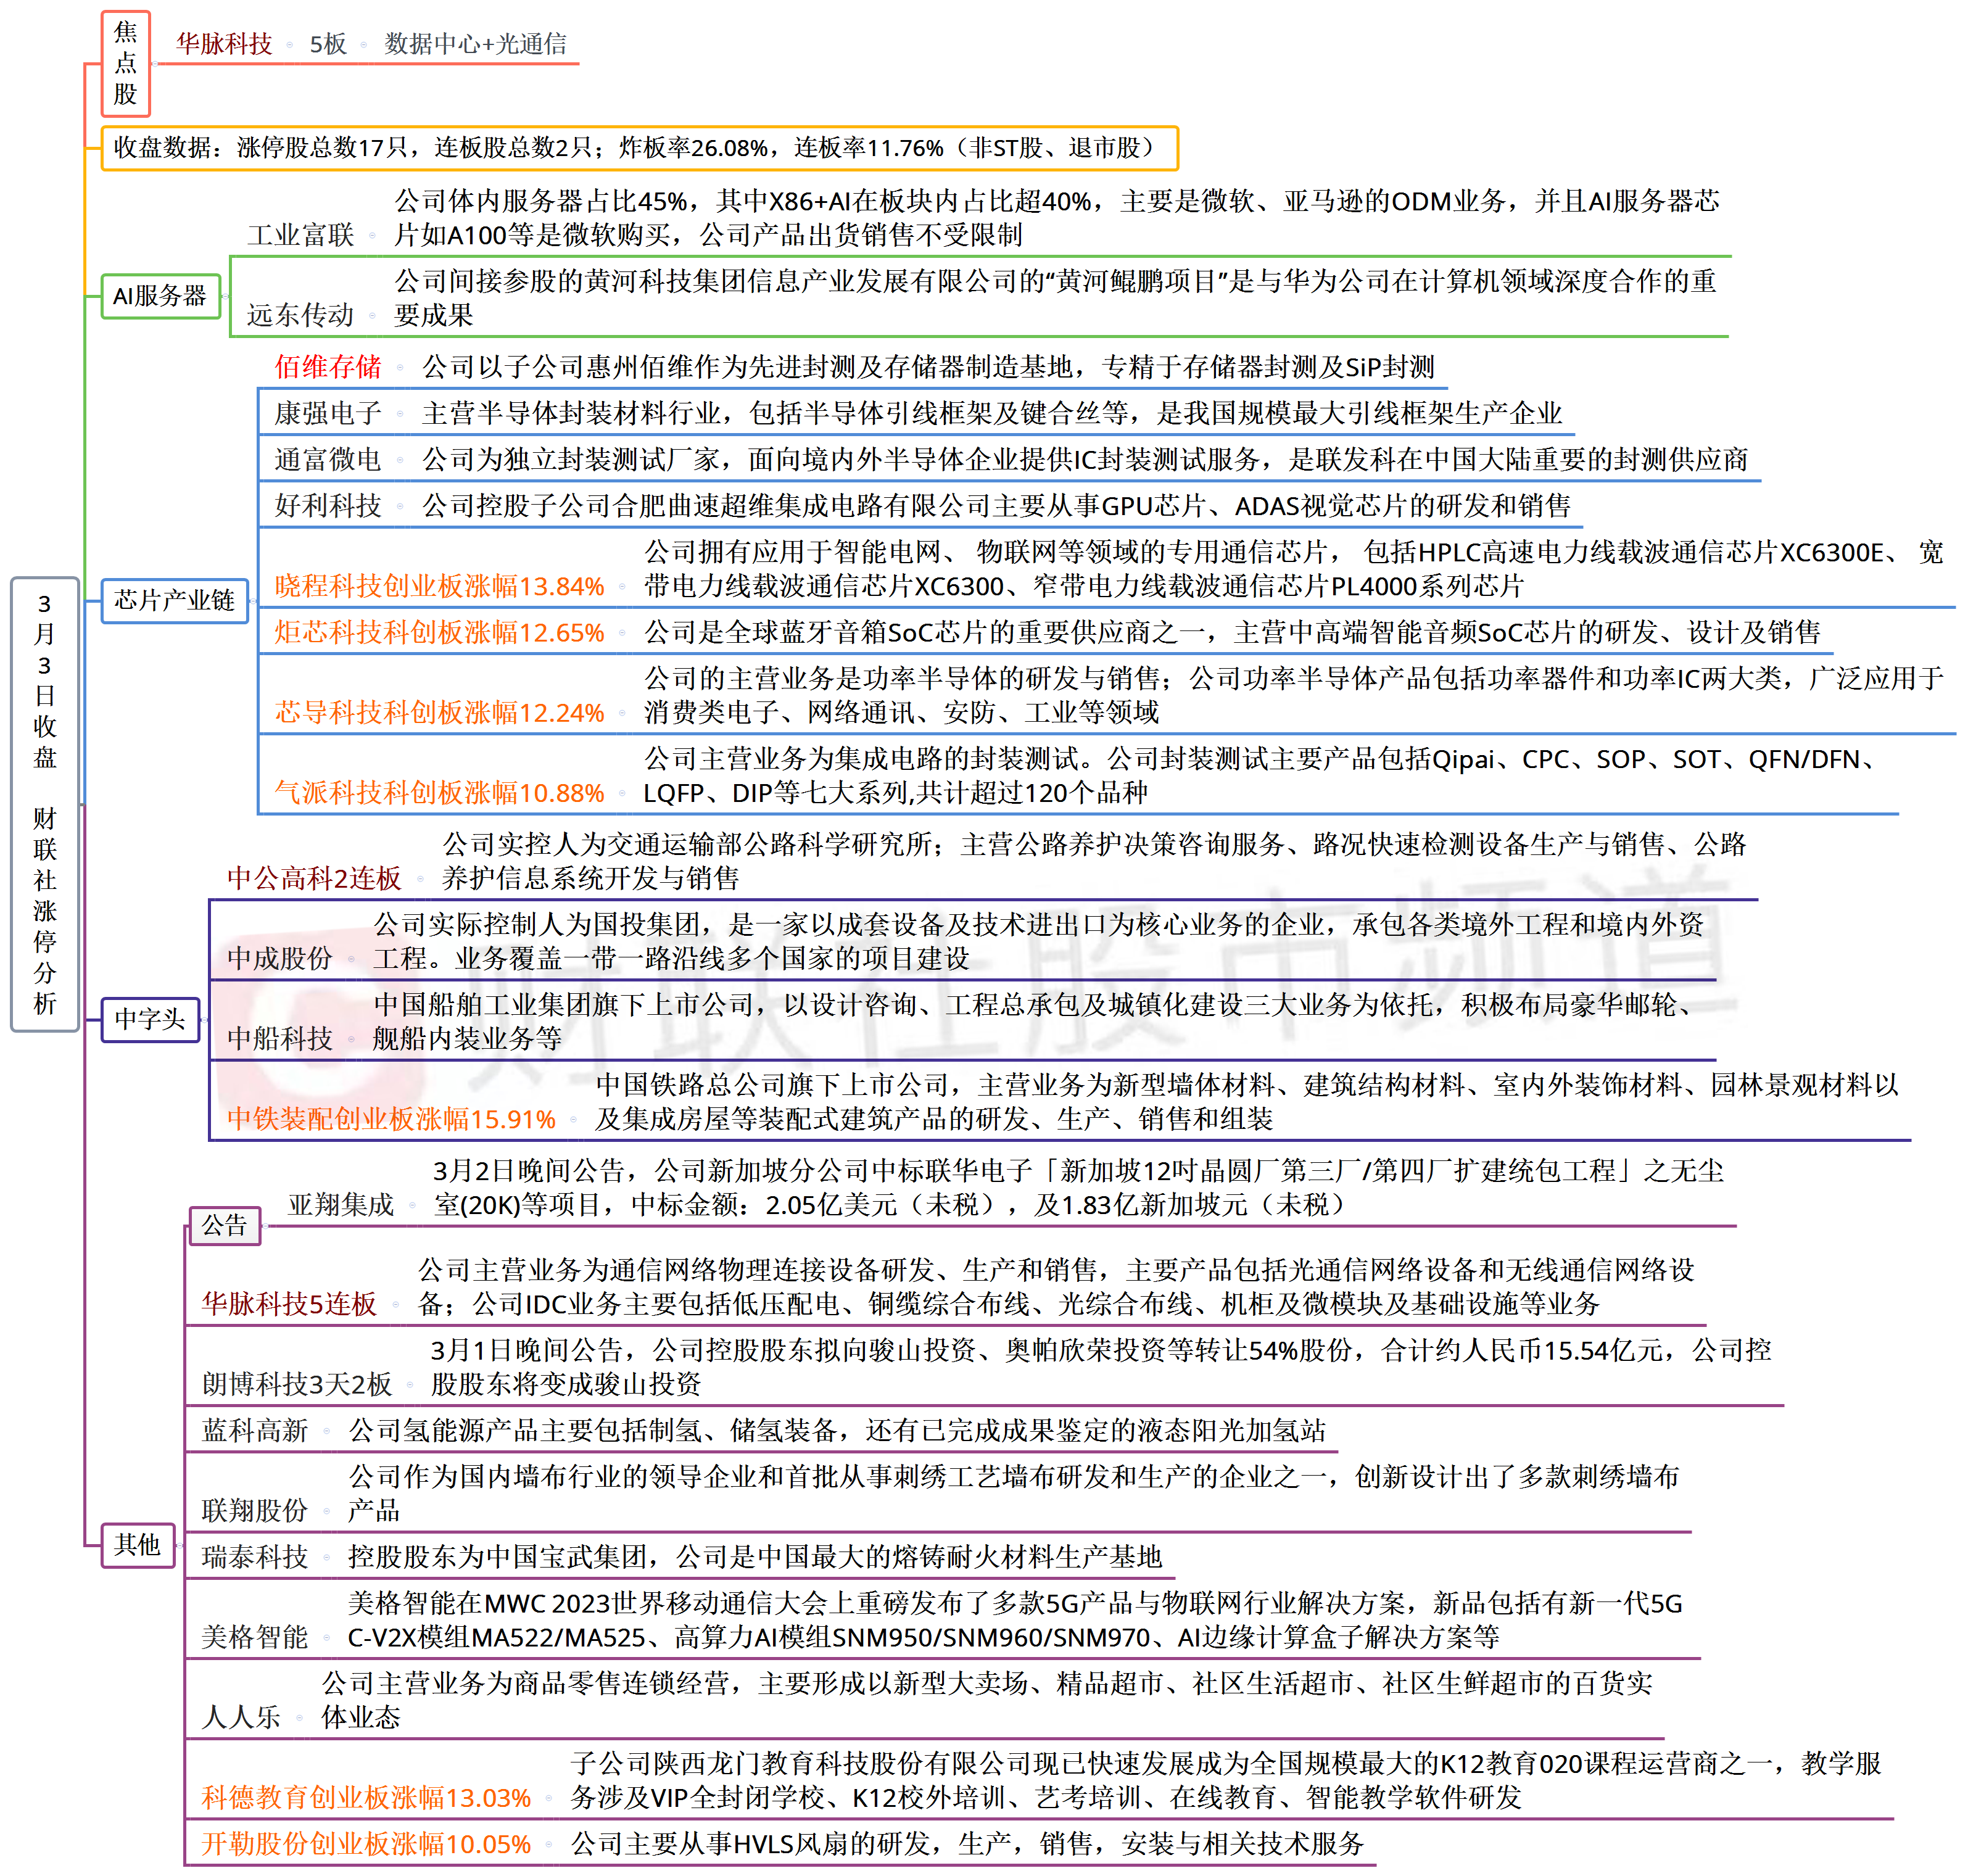 3月3日收盘 财联社涨停分析
焦点股
华脉科技 5板 数据中心+光通信
收盘数据：涨停股总数17只，连板股总数2只；炸板率26.08%，连板率11.76%（非ST股、退市股）
AI服务器
工业富联
公司体内服务器占比45%，其中X86+AI在板块内占比超40%，主要是微软、亚马逊的ODM业务，并且AI服务器芯
片如A100等是微软购买，公司产品出货销售不受限制
远东传动
公司间接参股的黄河科技集团信息产业发展有限公司的“黄河鲲鹏项目”是与华为公司在计算机领域深度合作的重
要成果
芯片产业链
佰维存储 公司以子公司惠州佰维作为先进封测及存储器制造基地，专精于存储器封测及SiP封测
康强电子 主营半导体封装材料行业，包括半导体引线框架及键合丝等，是我国规模最大引线框架生产企业
通富微电 公司为独立封装测试厂家，面向境内外半导体企业提供IC封装测试服务，是联发科在中国大陆重要的封测供应商
好利科技 公司控股子公司合肥曲速超维集成电路有限公司主要从事GPU芯片、ADAS视觉芯片的研发和销售
晓程科技创业板涨幅13.84%
公司拥有应用于智能电网、 物联网等领域的专用通信芯片， 包括HPLC高速电力线载波通信芯片XC6300E、 宽
带电力线载波通信芯片XC6300、窄带电力线载波通信芯片PL4000系列芯片
炬芯科技科创板涨幅12.65% 公司是全球蓝牙音箱SoC芯片的重要供应商之一，主营中高端智能音频SoC芯片的研发、设计及销售
芯导科技科创板涨幅12.24%
公司的主营业务是功率半导体的研发与销售；公司功率半导体产品包括功率器件和功率IC两大类，广泛应用于
消费类电子、网络通讯、安防、工业等领域
气派科技科创板涨幅10.88%
公司主营业务为集成电路的封装测试。公司封装测试主要产品包括Qipai、CPC、SOP、SOT、QFN/DFN、
LQFP、DIP等七大系列,共计超过120个品种
中字头
中公高科2连板
公司实控人为交通运输部公路科学研究所；主营公路养护决策咨询服务、路况快速检测设备生产与销售、公路
养护信息系统开发与销售
中成股份
公司实际控制人为国投集团，是一家以成套设备及技术进出口为核心业务的企业，承包各类境外工程和境内外资
工程。业务覆盖一带一路沿线多个国家的项目建设
中船科技
中国船舶工业集团旗下上市公司，以设计咨询、工程总承包及城镇化建设三大业务为依托，积极布局豪华邮轮、
舰船内装业务等
中铁装配创业板涨幅15.91%
中国铁路总公司旗下上市公司，主营业务为新型墙体材料、建筑结构材料、室内外装饰材料、园林景观材料以
及集成房屋等装配式建筑产品的研发、生产、销售和组装
财联社股市频道
其他
公告
亚翔集成
3月2日晚间公告，公司新加坡分公司中标联华电子「新加坡12吋晶圆厂第三厂/第四厂扩建统包工程」之无尘
室(20K)等项目，中标金额：2.05亿美元（未税），及1.83亿新加坡元（未税）
华脉科技5连板
公司主营业务为通信网络物理连接设备研发、生产和销售，主要产品包括光通信网络设备和无线通信网络设
备；公司IDC业务主要包括低压配电、铜缆综合布线、光综合布线、机柜及微模块及基础设施等业务
朗博科技3天2板
3月1日晚间公告，公司控股股东拟向骏山投资、奥帕欣荣投资等转让54%股份，合计约人民币15.54亿元，公司控
股股东将变成骏山投资
蓝科高新 公司氢能源产品主要包括制氢、储氢装备，还有已完成成果鉴定的液态阳光加氢站
联翔股份
公司作为国内墙布行业的领导企业和首批从事刺绣工艺墙布研发和生产的企业之一，创新设计出了多款刺绣墙布
产品
瑞泰科技 控股股东为中国宝武集团，公司是中国最大的熔铸耐火材料生产基地
美格智能
美格智能在MWC 2023世界移动通信大会上重磅发布了多款5G产品与物联网行业解决方案，新品包括有新一代5G
C-V2X模组MA522/MA525、高算力AI模组SNM950/SNM960/SNM970、AI边缘计算盒子解决方案等
人人乐
公司主营业务为商品零售连锁经营，主要形成以新型大卖场、精品超市、社区生活超市、社区生鲜超市的百货实
体业态
科德教育创业板涨幅13.03%
子公司陕西龙门教育科技股份有限公司现已快速发展成为全国规模最大的K12教育020课程运营商之一，教学服
务涉及VIP全封闭学校、K12校外培训、艺考培训、在线教育、智能教学软件研发
开勒股份创业板涨幅10.05% 公司主要从事HVLS风扇的研发，生产，销售，安装与相关技术服务